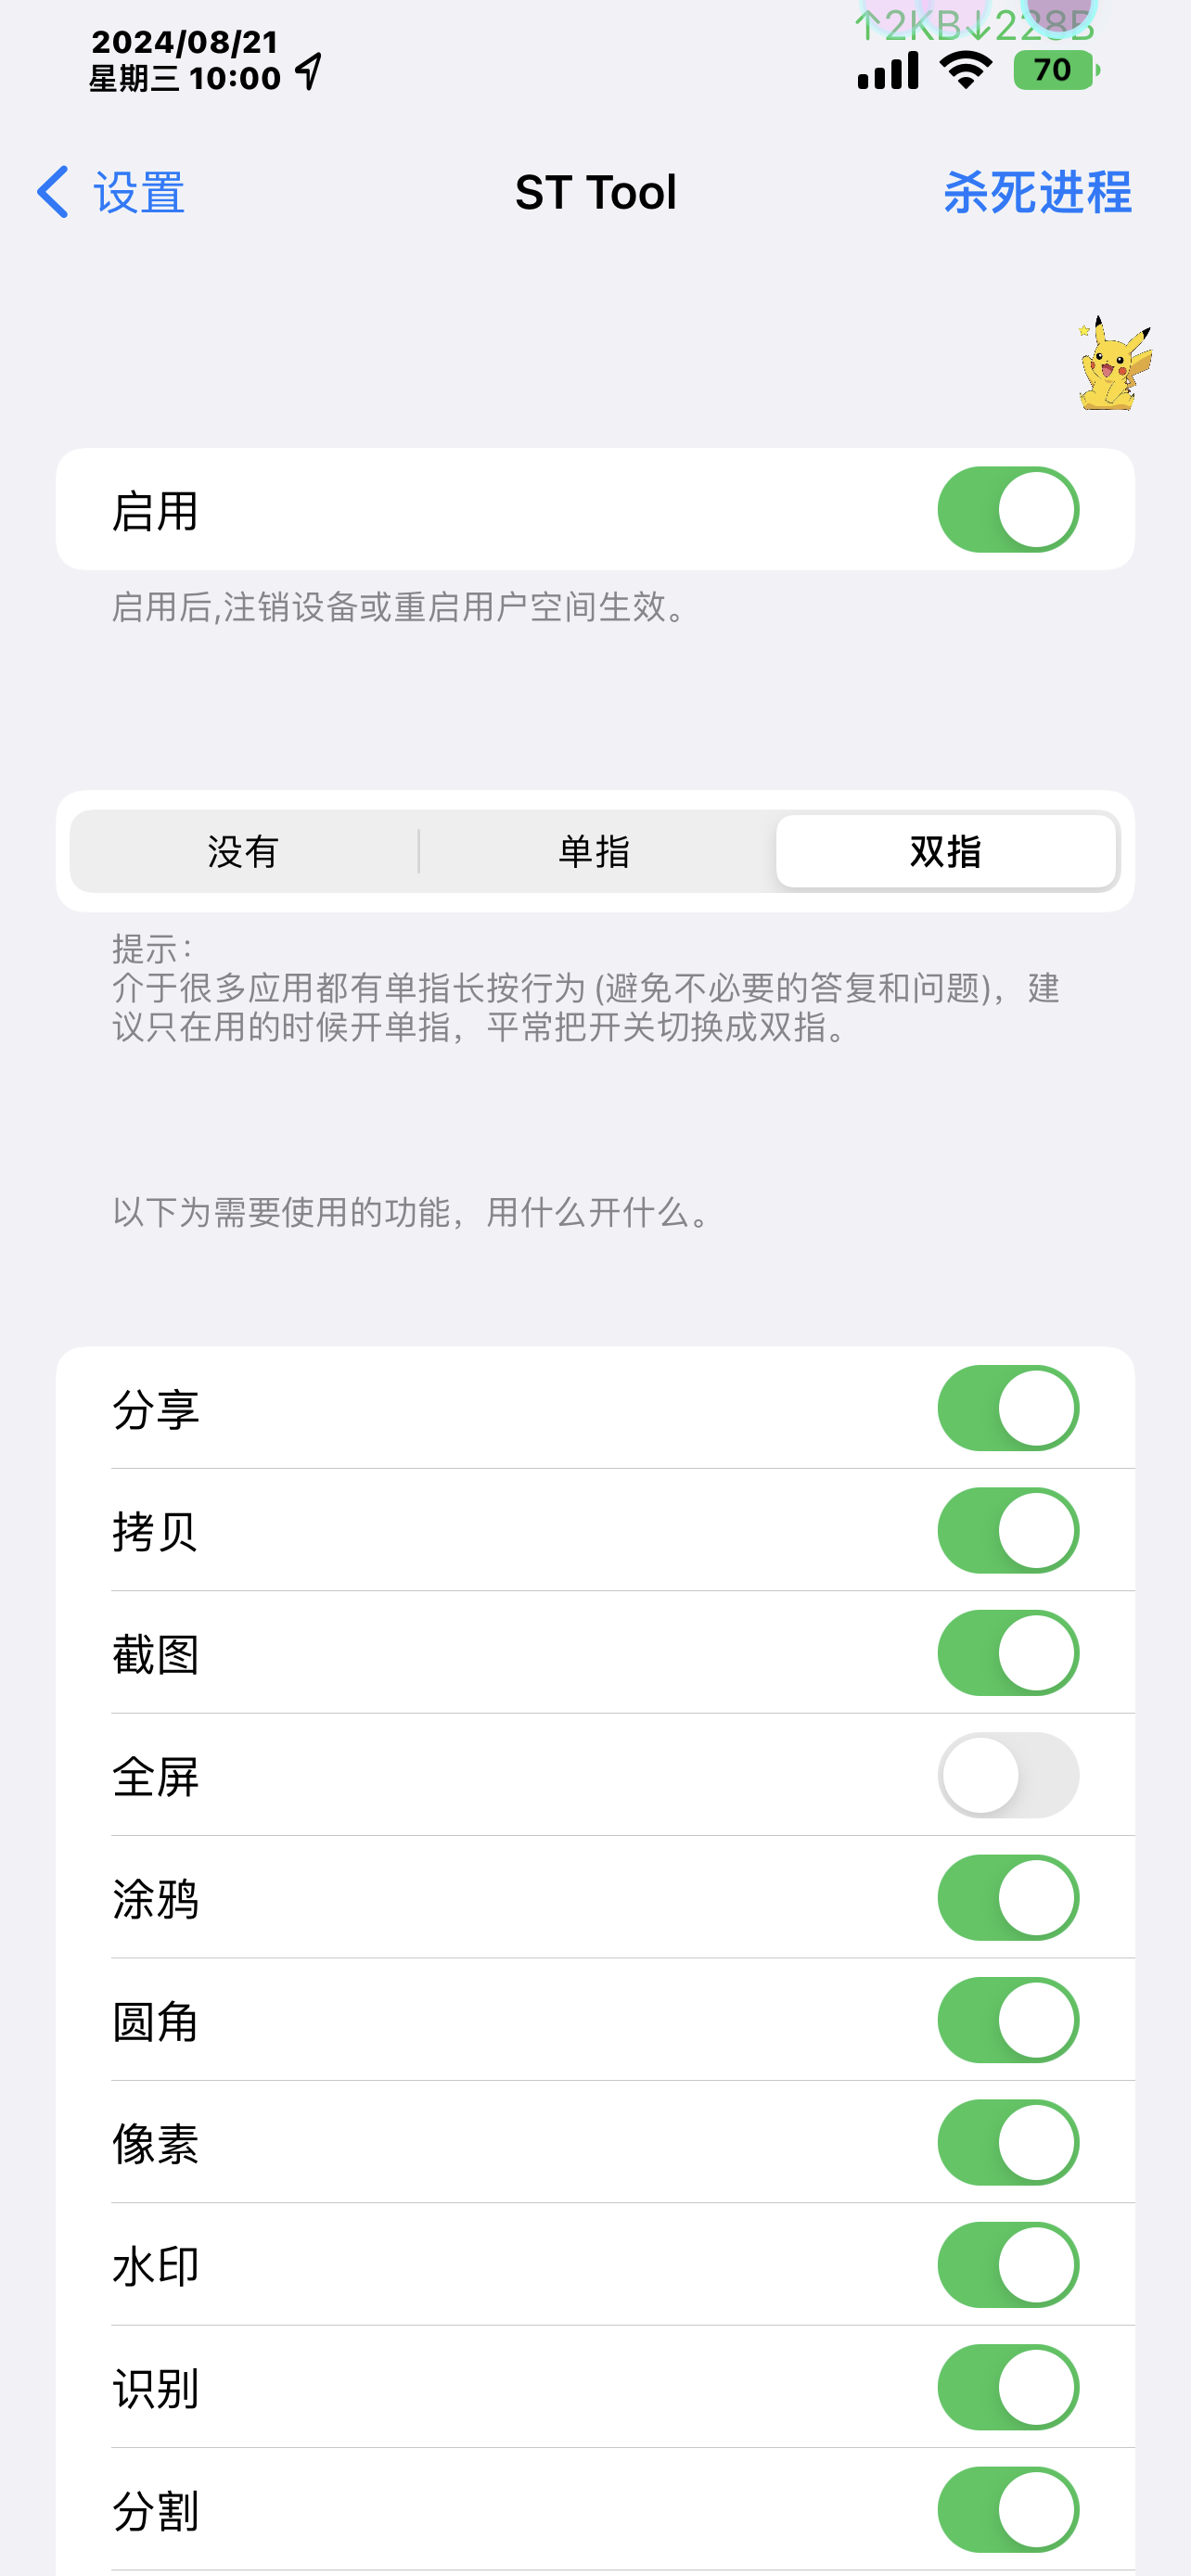 2024/08/21
星期三 10:00
↑2KB↓228B
70
设置
ST Tool
杀死进程
启用
启用后,注销设备或重启用户空间生效。
没有
单指
双指
提示：
介于很多应用都有单指长按行为 (避免不必要的答复和问题)，建
议只在用的时候开单指，平常把开关切换成双指。
以下为需要使用的功能，用什么开什么。
分享
拷贝
截图
全屏
涂鸦
圆角
像素
水印
识别
分割